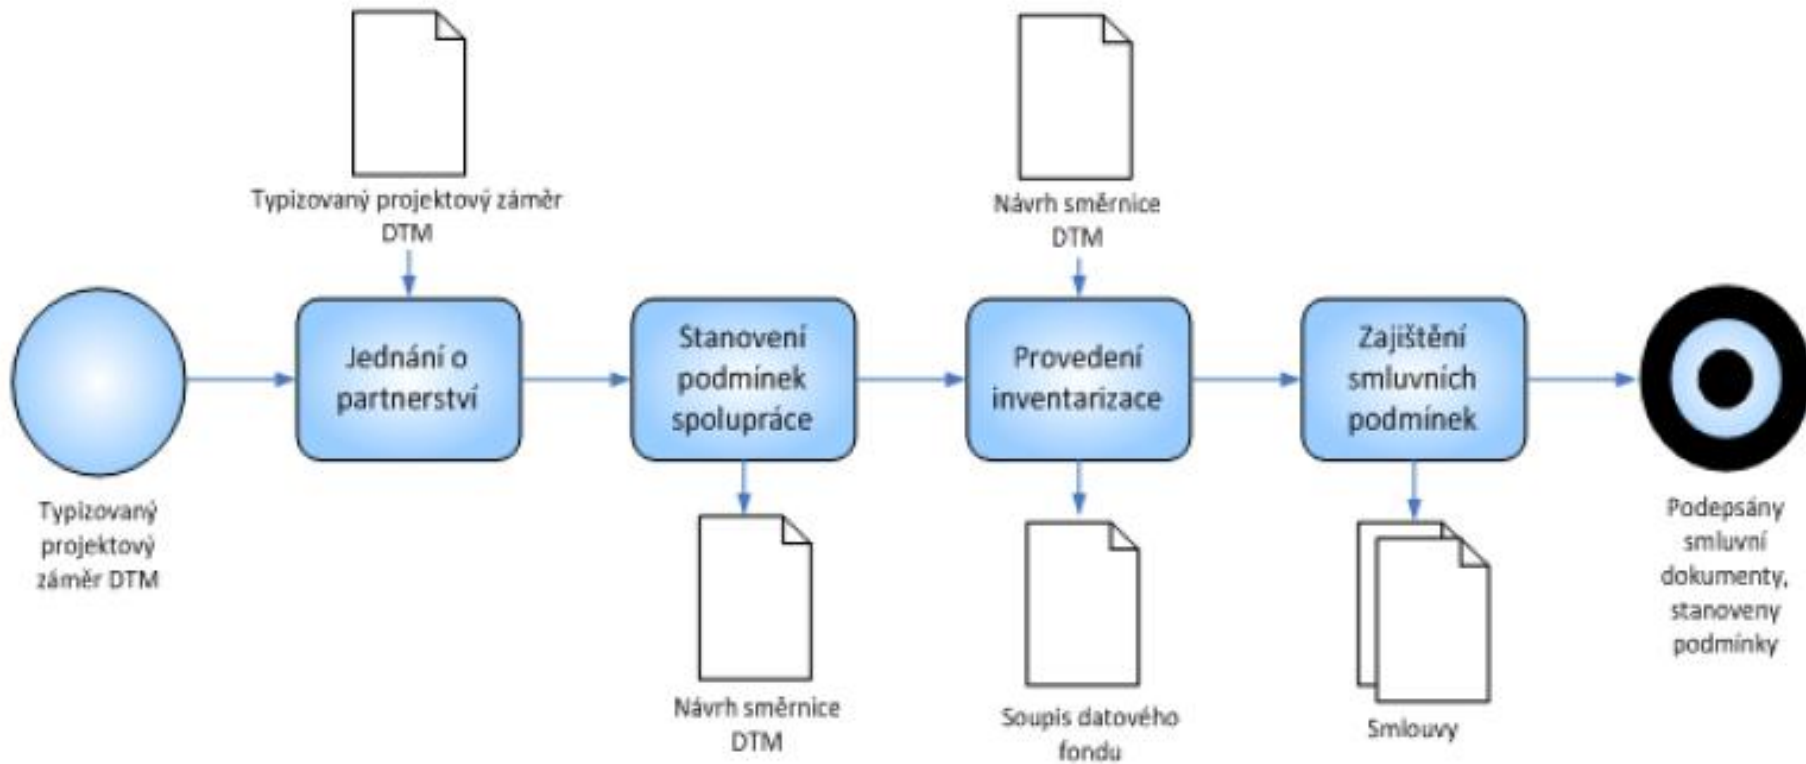 Typizovaný projektový záměr
DTM
Návrh směrnice
DTM
Jednání o
partnerství
Stanovení
podmínek
spolupráce
Provedení
inventarizace
Zajištění
smluvních
podmínek
Typizovaný
projektový
záměr DTM
Návrh směrnice
DTM
Soupis datového
fondu
Smlouvy
Podepsány
smluvní
dokumenty,
stanoveny
podmínky